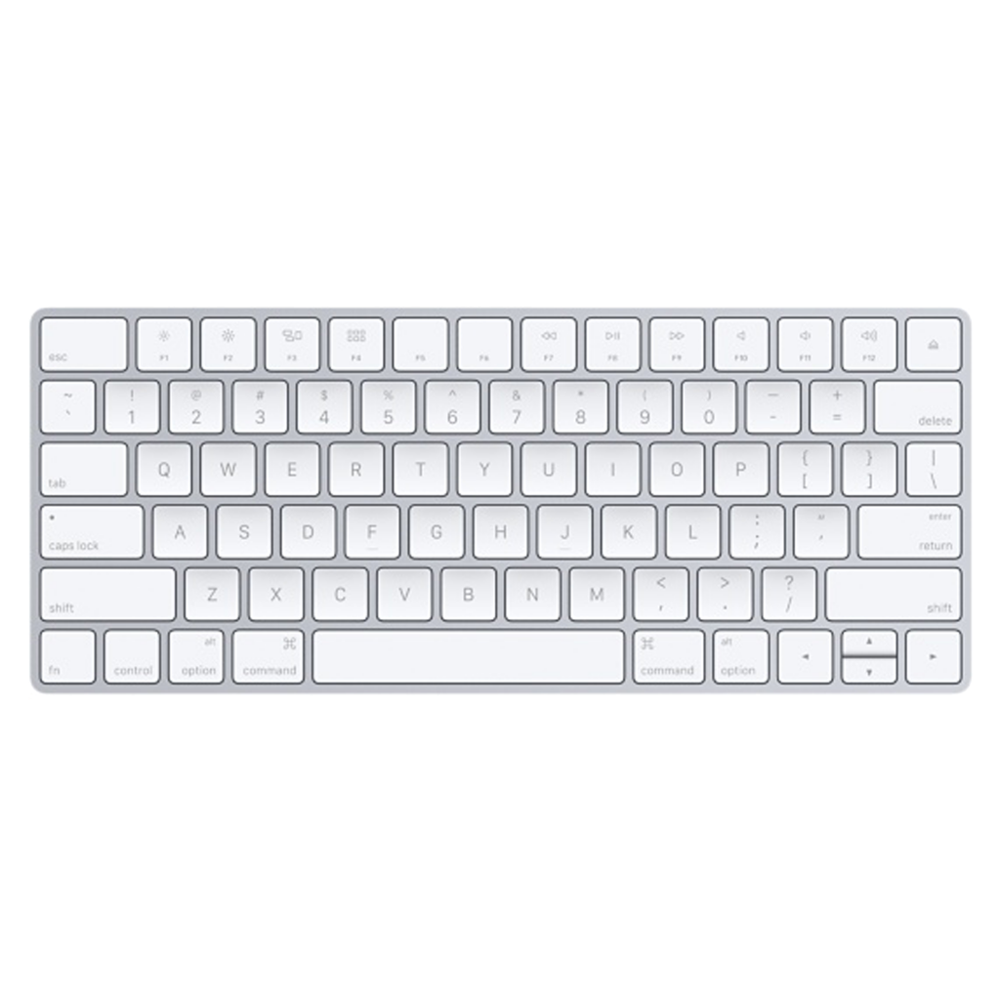 esc F1 F2 F3 F4 F5 F6 F7 F8 F9 F10 F11 F12
~ ! @ # $ % ^ & * ( ) — +
` 1 2 3 4 5 6 7 8 9 0 - = delete
tab Q W E R T Y U I O P { [ } ] | \
caps lock A S D F G H J K L : ; " ' enter return
shift Z X C V B N M < , > . ? / shift
fn control alt option ⌘ command ⌘ command alt option ◂ ▴ ▾ ▸